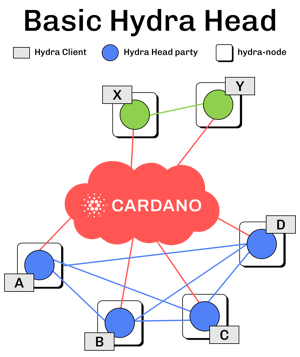 Basic Hydra Head
Hydra Client
Hydra Head party
hydra-node
X
Y
CARDANO
D
A
B
C